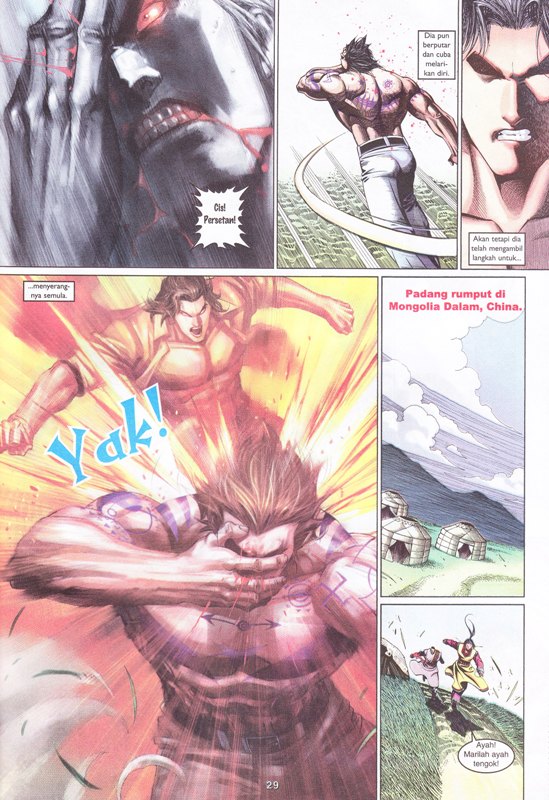 Cis!
Persetan!
Dia pun
berputar
dan cuba
melari-
kan diri.
Akan tetapi dia
telah mengambil
langkah untuk...
...menyerang-
nya semula.
Yak!
Padang rumput di
Mongolia Dalam, China.
Ayah!
Marilah ayah
tengok!
29